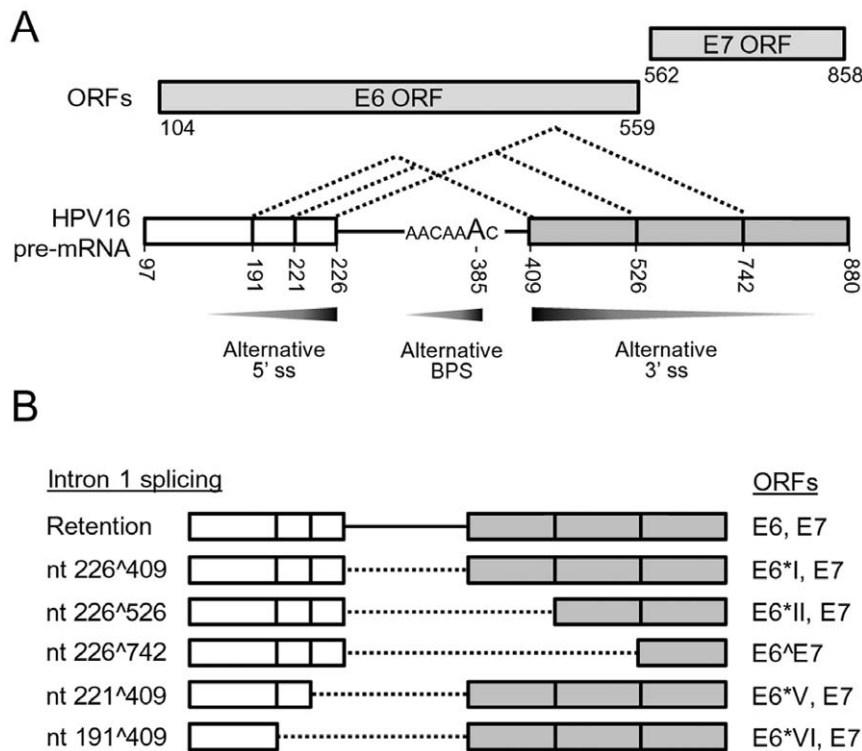 A
E7 ORF
562 858
ORFs E6 ORF
104 559
HPV16
pre-mRNA
AACAAAC
97 191 221 226 385 409 526 742 880
Alternative
5' ss
Alternative
BPS
Alternative
3' ss
B
Intron 1 splicing ORFs
Retention E6, E7
nt 226^409 E6*I, E7
nt 226^526 E6*II, E7
nt 226^742 E6^E7
nt 221^409 E6*V, E7
nt 191^409 E6*VI, E7